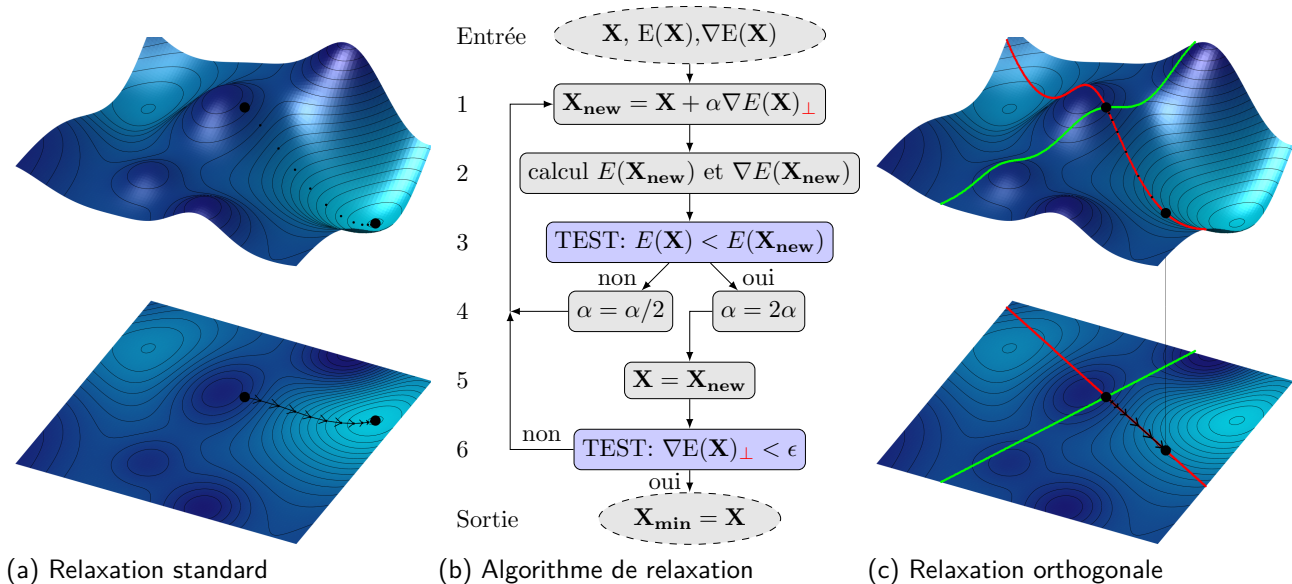 Entrée
X, E(X),∇E(X)
1
X_new = X + α∇E(X)_⊥
2
calcul E(X_new) et ∇E(X_new)
3
TEST: E(X) < E(X_new)
non
oui
4
α = α/2
α = 2α
5
X = X_new
6
non
TEST: ∇E(X)_⊥ < ϵ
oui
Sortie
X_min = X
(a) Relaxation standard
(b) Algorithme de relaxation
(c) Relaxation orthogonale